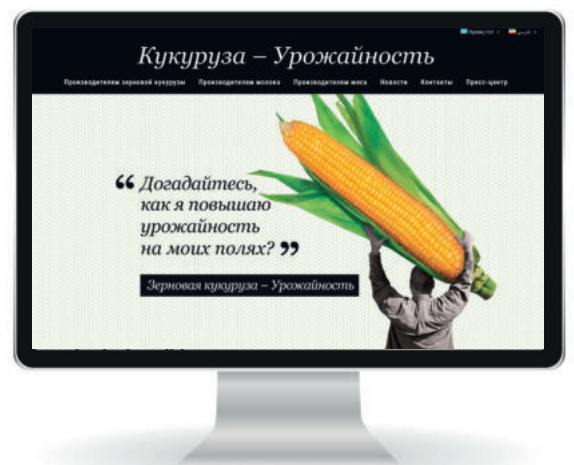 Кукуруза – Урожайность
Производителям зерновой кукурузы Производителям молока Производителям мяса Новости Контакты Пресс-центр
“ Догадайтесь,
как я повышаю
урожайность
на моих полях? ”
Зерновая кукуруза – Урожайность